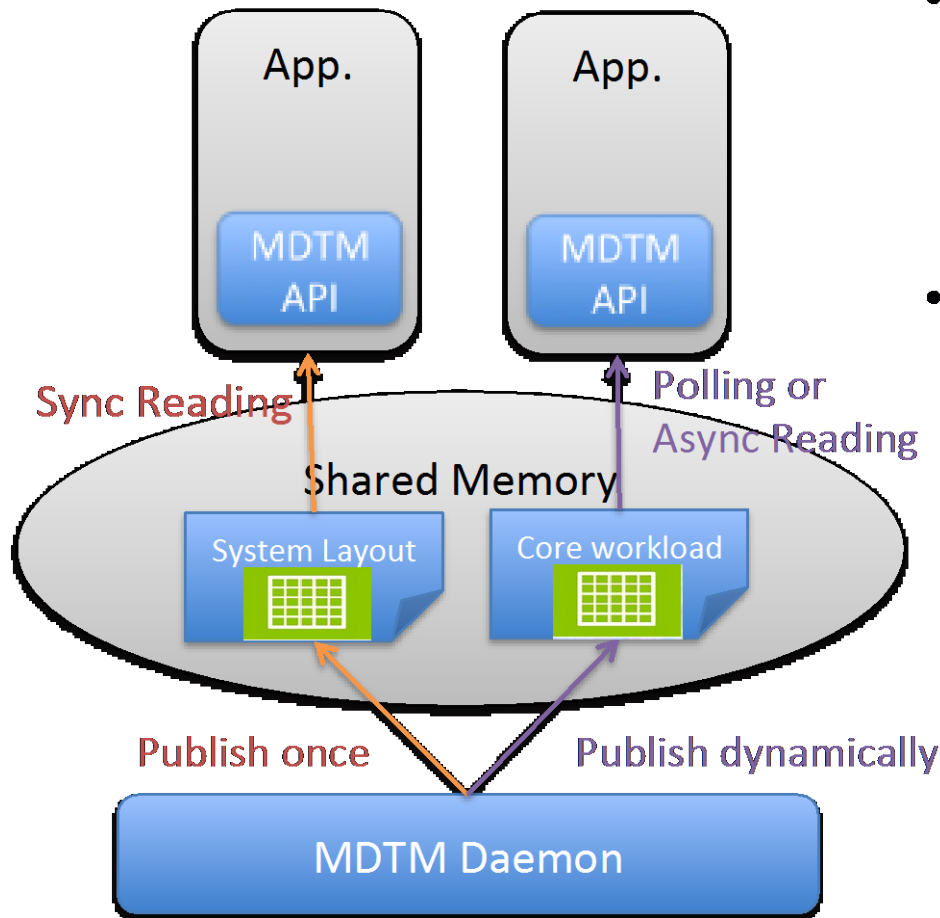 App.
App.
MDTM
API
MDTM
API
Sync Reading
Polling or
Async Reading
Shared Memory
System Layout
Core workload
Publish once
Publish dynamically
MDTM Daemon